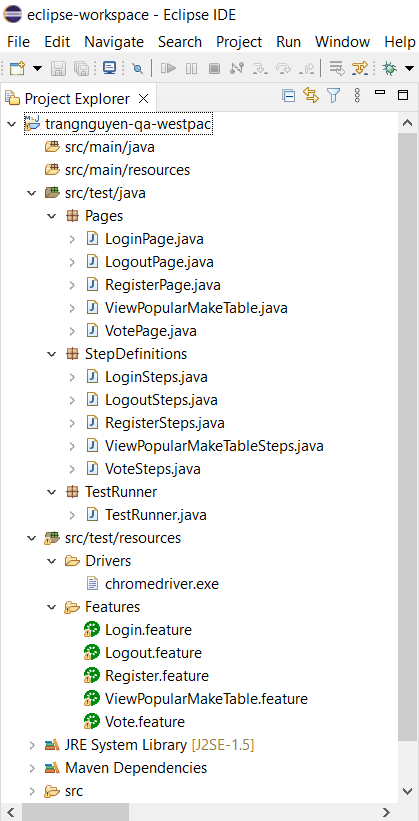 eclipse-workspace - Eclipse IDE
File Edit Navigate Search Project Run Window Help
Project Explorer
trangnguyen-qa-westpac
src/main/java
src/main/resources
src/test/java
Pages
LoginPage.java
LogoutPage.java
RegisterPage.java
ViewPopularMakeTable.java
VotePage.java
StepDefinitions
LoginSteps.java
LogoutSteps.java
RegisterSteps.java
ViewPopularMakeTableSteps.java
VoteSteps.java
TestRunner
TestRunner.java
src/test/resources
Drivers
chromedriver.exe
Features
Login.feature
Logout.feature
Register.feature
ViewPopularMakeTable.feature
Vote.feature
JRE System Library [J2SE-1.5]
Maven Dependencies
src